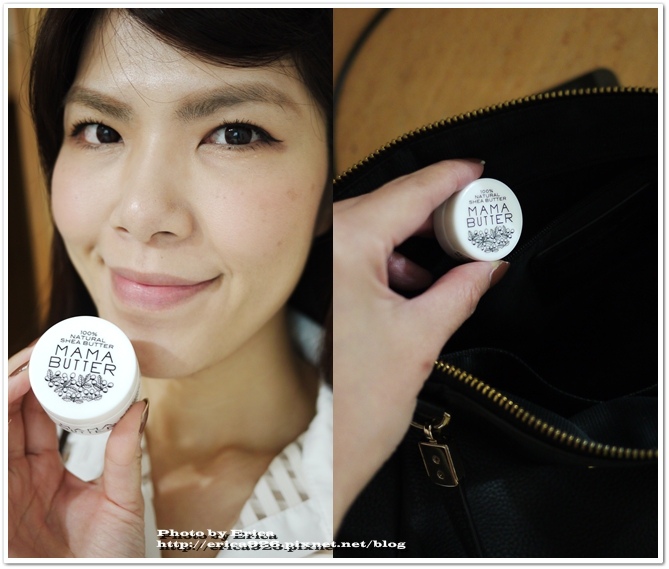 100%
NATURAL
SHEA BUTTER
MAMA
BUTTER
100%
NATURAL
SHEA BUTTER
MAMA
BUTTER
Photo by Erica
http://erica928.pixnet.net/blog